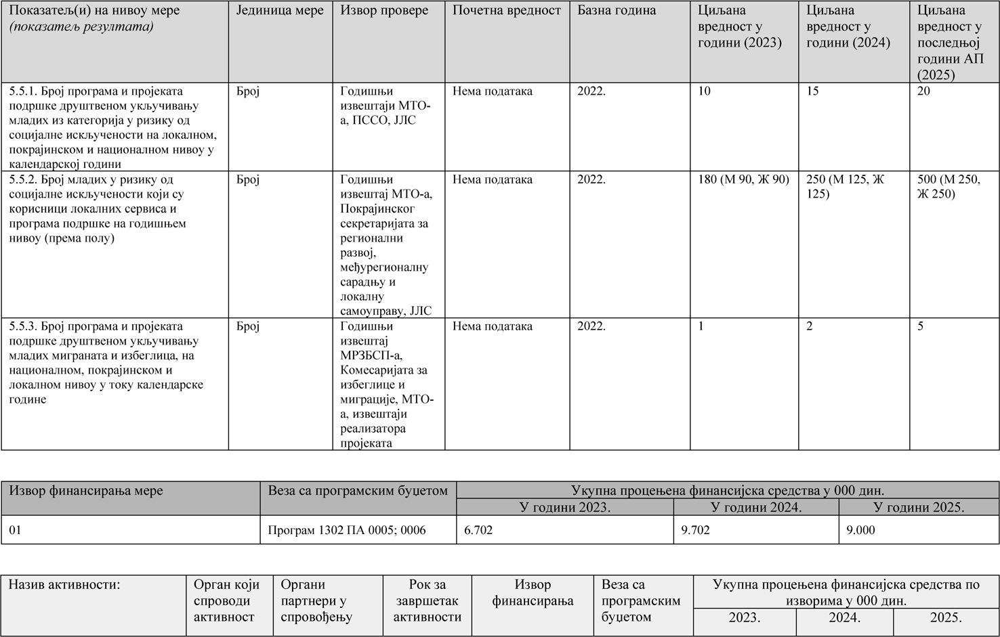 Показатељ(и) на нивоу мере
(показатељ резултата)
Јединица мере
Извор провере
Почетна вредност
Базна година
Циљана
вредност у
години (2023)
Циљана
вредност у
години (2024)
Циљана
вредност у
последњој
години АП
(2025)
5.5.1. Број програма и пројеката
подршке друштвеном укључивању
младих из категорија у ризику од
социјалне искључености на локалном,
покрајинском и националном нивоу у
календарској години
Број
Годишњи
извештаји МТО-
а, ПССО, ЈЛС
Нема података
2022.
10
15
20
5.5.2. Број младих у ризику од
социјалне искључености који су
корисници локалних сервиса и
програма подршке на годишњем
нивоу (према полу)
Број
Годишњи
извештај МТО-а,
Покрајинског
секретаријата за
регионални
развој,
међурегионалну
сарадњу и
локалну
самоуправу, ЈЛС
Нема података
2022.
180 (М 90, Ж 90)
250 (М 125, Ж
125)
500 (М 250,
Ж 250)
5.5.3. Број програма и пројеката
подршке друштвеном укључивању
младих миграната и избеглица, на
националном, покрајинском и
локалном нивоу у току календарске
године
Број
Годишњи
извештај
МРЗБСП-а,
Комесаријата за
избеглице и
миграције, МТО-
а, извештаји
реализатора
пројеката
Нема података
2022.
1
2
5
Извор финансирања мере
Веза са програмским буџетом
Укупна процењена финансијска средства у 000 дин.
У години 2023.
У години 2024.
У години 2025.
01
Програм 1302 ПА 0005; 0006
6.702
9.702
9.000
Назив активности:
Орган који
спроводи
активност
Органи
партнери у
спровођењу
Рок за
завршетак
активности
Извор
финансирања
Веза са
програмским
буџетом
Укупна процењена финансијска средства по
изворима у 000 дин.
2023.
2024.
2025.